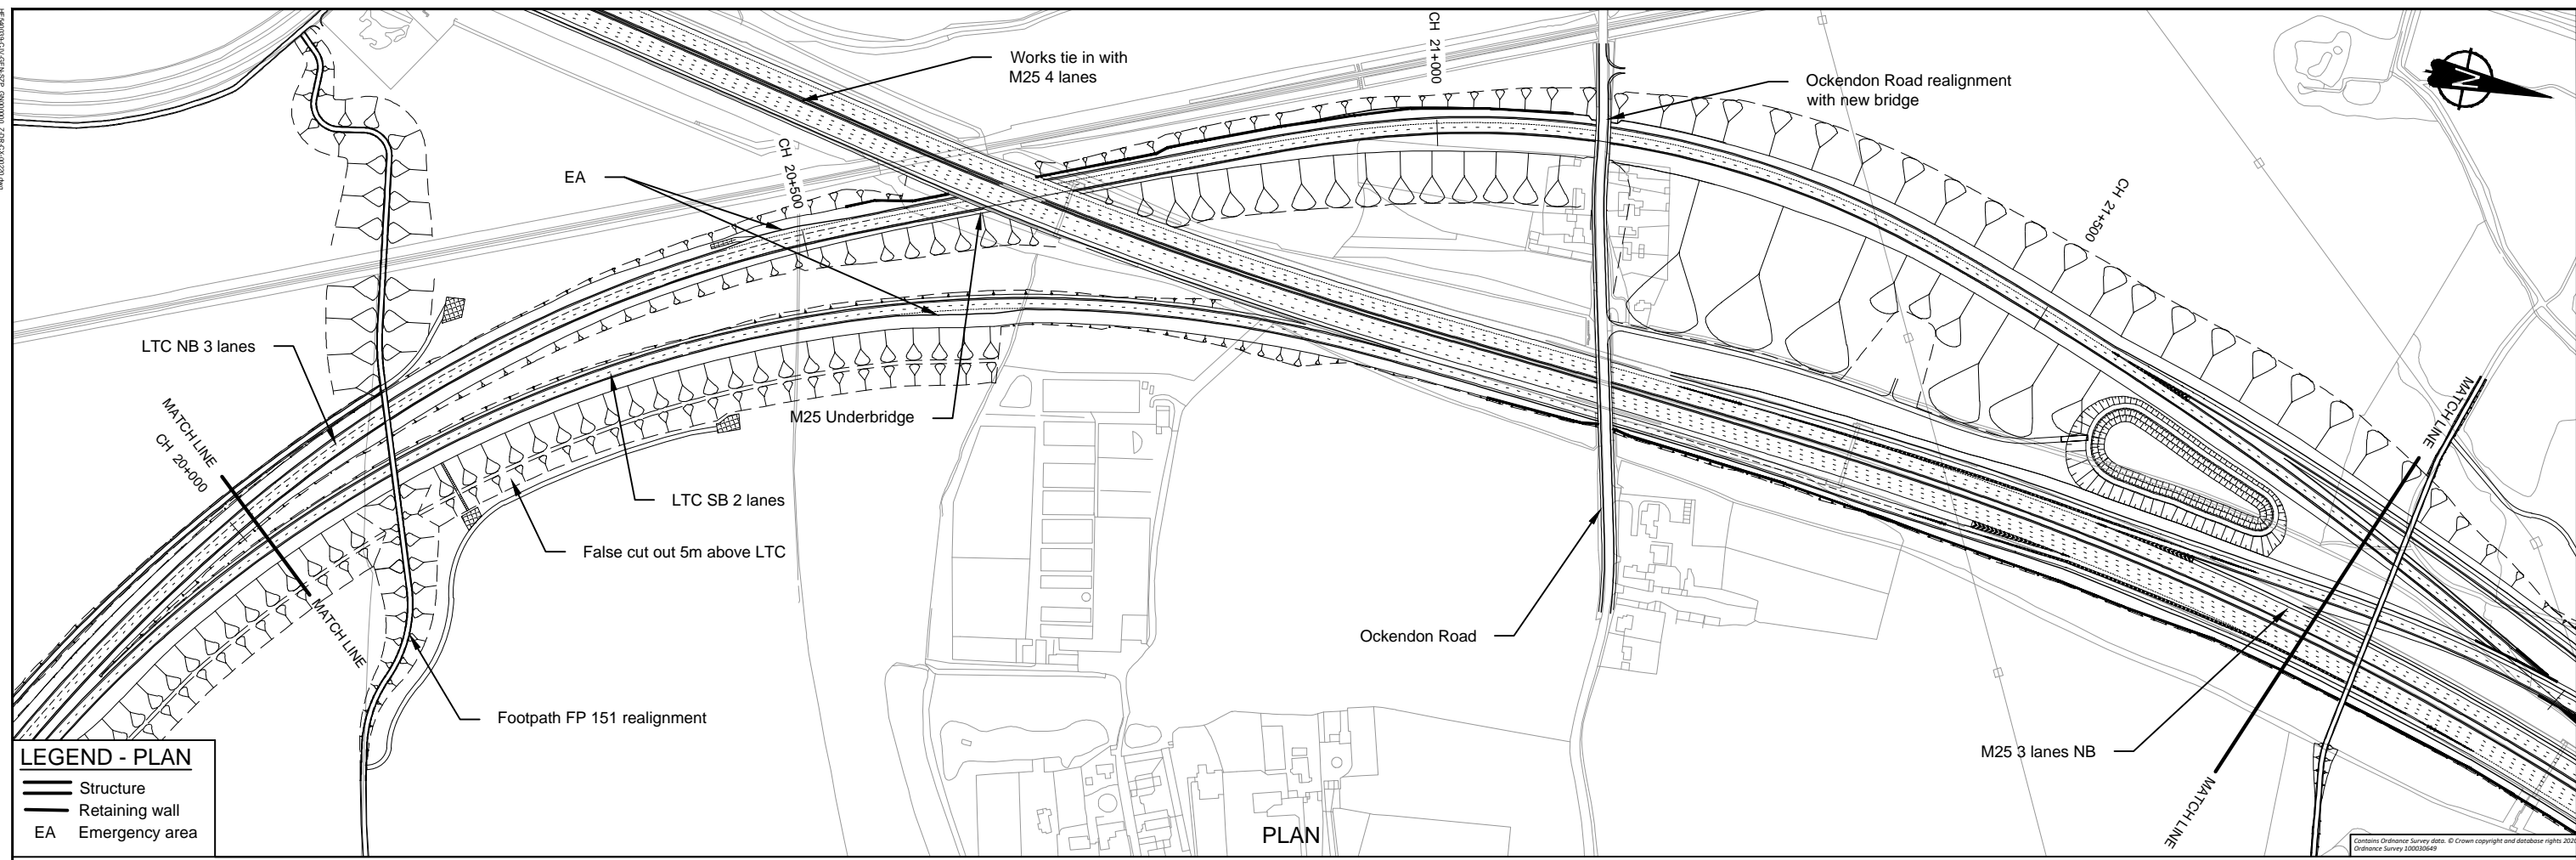 Works tie in with
M25 4 lanes
CH 21+000
Ockendon Road realignment
with new bridge
N
CH 20+500
EA
CH 21+500
LTC NB 3 lanes
MATCH LINE
CH 20+000
M25 Underbridge
MATCH LINE
LTC SB 2 lanes
False cut out 5m above LTC
MATCH LINE
Ockendon Road
Footpath FP 151 realignment
M25 3 lanes NB
MATCH LINE
LEGEND - PLAN
Structure
Retaining wall
EA Emergency area
PLAN
Contains Ordnance Survey data. © Crown copyright and database rights
Ordnance Survey 100030649